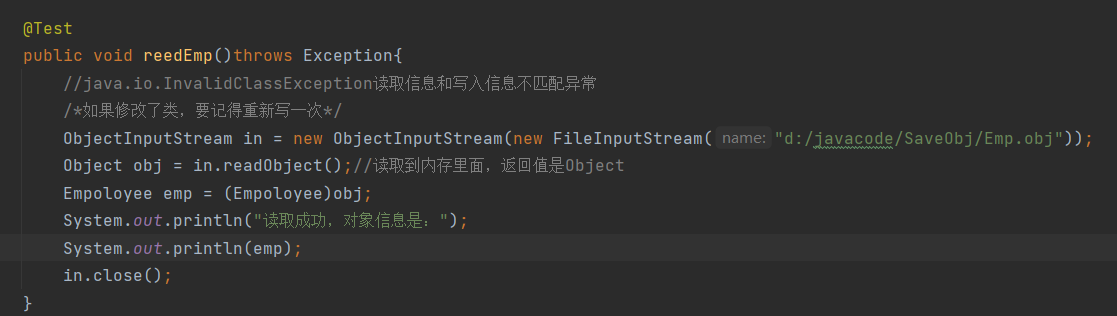 @Test
public void reedEmp()throws Exception{
//java.io.InvalidClassException读取信息和写入信息不匹配异常
/*如果修改了类，要记得重新写一次*/
ObjectInputStream in = new ObjectInputStream(new FileInputStream( name: "d:/javacode/SaveObj/Emp.obj"));
Object obj = in.readObject();//读取到内存里面，返回值是Object
Empoloyee emp = (Empoloyee)obj;
System.out.println("读取成功，对象信息是：");
System.out.println(emp);
in.close();
}